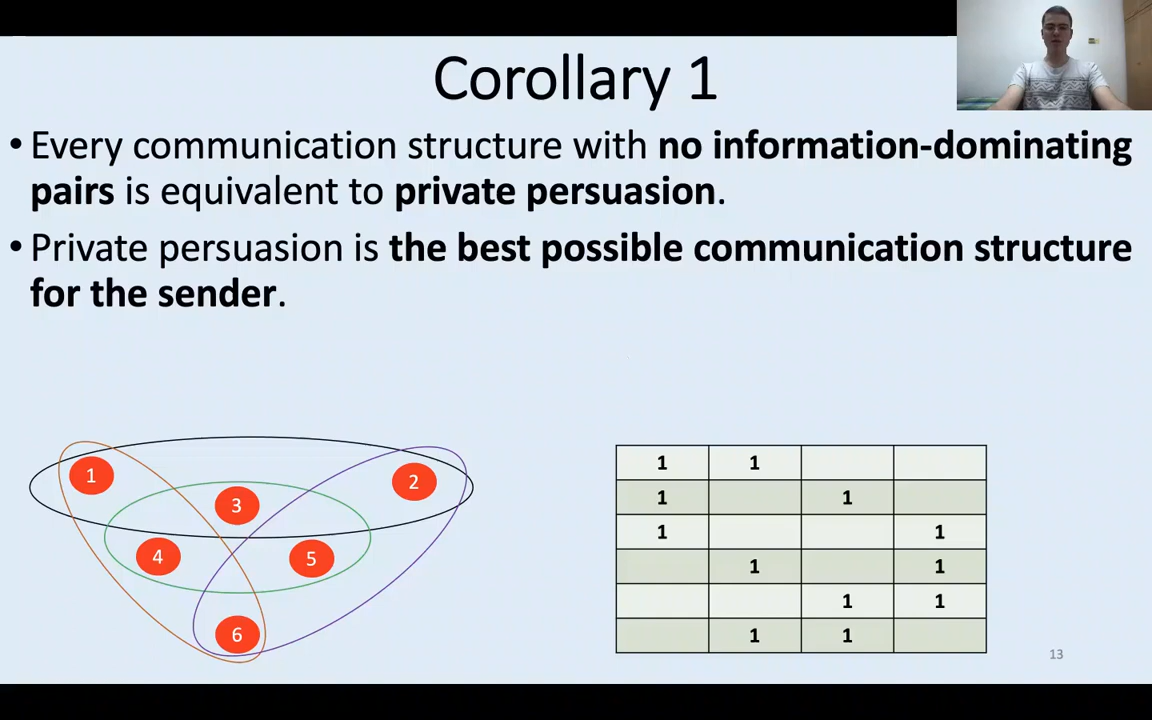 Corollary 1
• Every communication structure with no information-dominating
pairs is equivalent to private persuasion.
• Private persuasion is the best possible communication structure
for the sender.
1
2
3
4
5
6
1 1
1 1
1 1
1 1
1 1
1 1
13